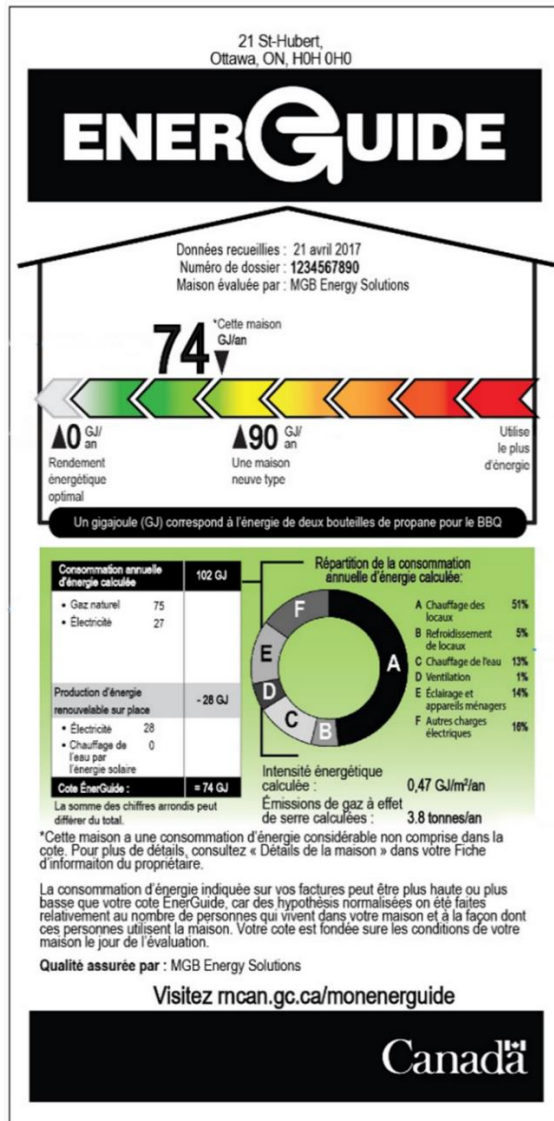 21 St-Hubert,
Ottawa, ON, H0H 0H0
ENERGUIDE
Données recueillies : 21 avril 2017
Numéro de dossier : 1234567890
Maison évaluée par : MGB Energy Solutions
74
*Cette maison
GJ/an
0 GJ/
an
Rendement
énergétique
optimal
90 GJ/
an
Une maison
neuve type
Utilise
le plus
d'énergie
Un gigajoule (GJ) correspond à l'énergie de deux bouteilles de propane pour le BBQ
Consommation annuelle
d'énergie calculée
102 GJ
• Gaz naturel 75
• Électricité 27
Production d'énergie
renouvelable sur place
- 28 GJ
• Électricité 28
• Chauffage de 0
l'eau par
l'énergie solaire
Cote ÉnerGuide : = 74 GJ
La somme des chiffres arrondis peut
différer du total.
Répartition de la consommation
annuelle d'énergie calculée:
F
E
D
C
B
A
A Chauffage des 51%
locaux
B Refroidissement 5%
de locaux
C Chauffage de l'eau 13%
D Ventilation 1%
E Éclairage et 14%
appareils ménagers
F Autres charges 16%
électriques
Intensité énergétique
calculée : 0,47 GJ/m²/an
Émissions de gaz à effet
de serre calculées : 3.8 tonnes/an
*Cette maison a une consommation d'énergie considérable non comprise dans la
cote. Pour plus de détails, consultez « Détails de la maison » dans votre Fiche
d'informaiton du propriétaire.
La consommation d'énergie indiquée sur vos factures peut être plus haute ou plus
basse que votre cote ÉnerGuide, car des hypothésis normalisées on été faites
relativement au nombre de personnes qui vivent dans votre maison et à la façon dont
ces personnes utilisent la maison. Votre cote est fondée sure les conditions de votre
maison le jour de l'évaluation.
Qualité assurée par : MGB Energy Solutions
Visitez rncan.gc.ca/monenerguide
Canada